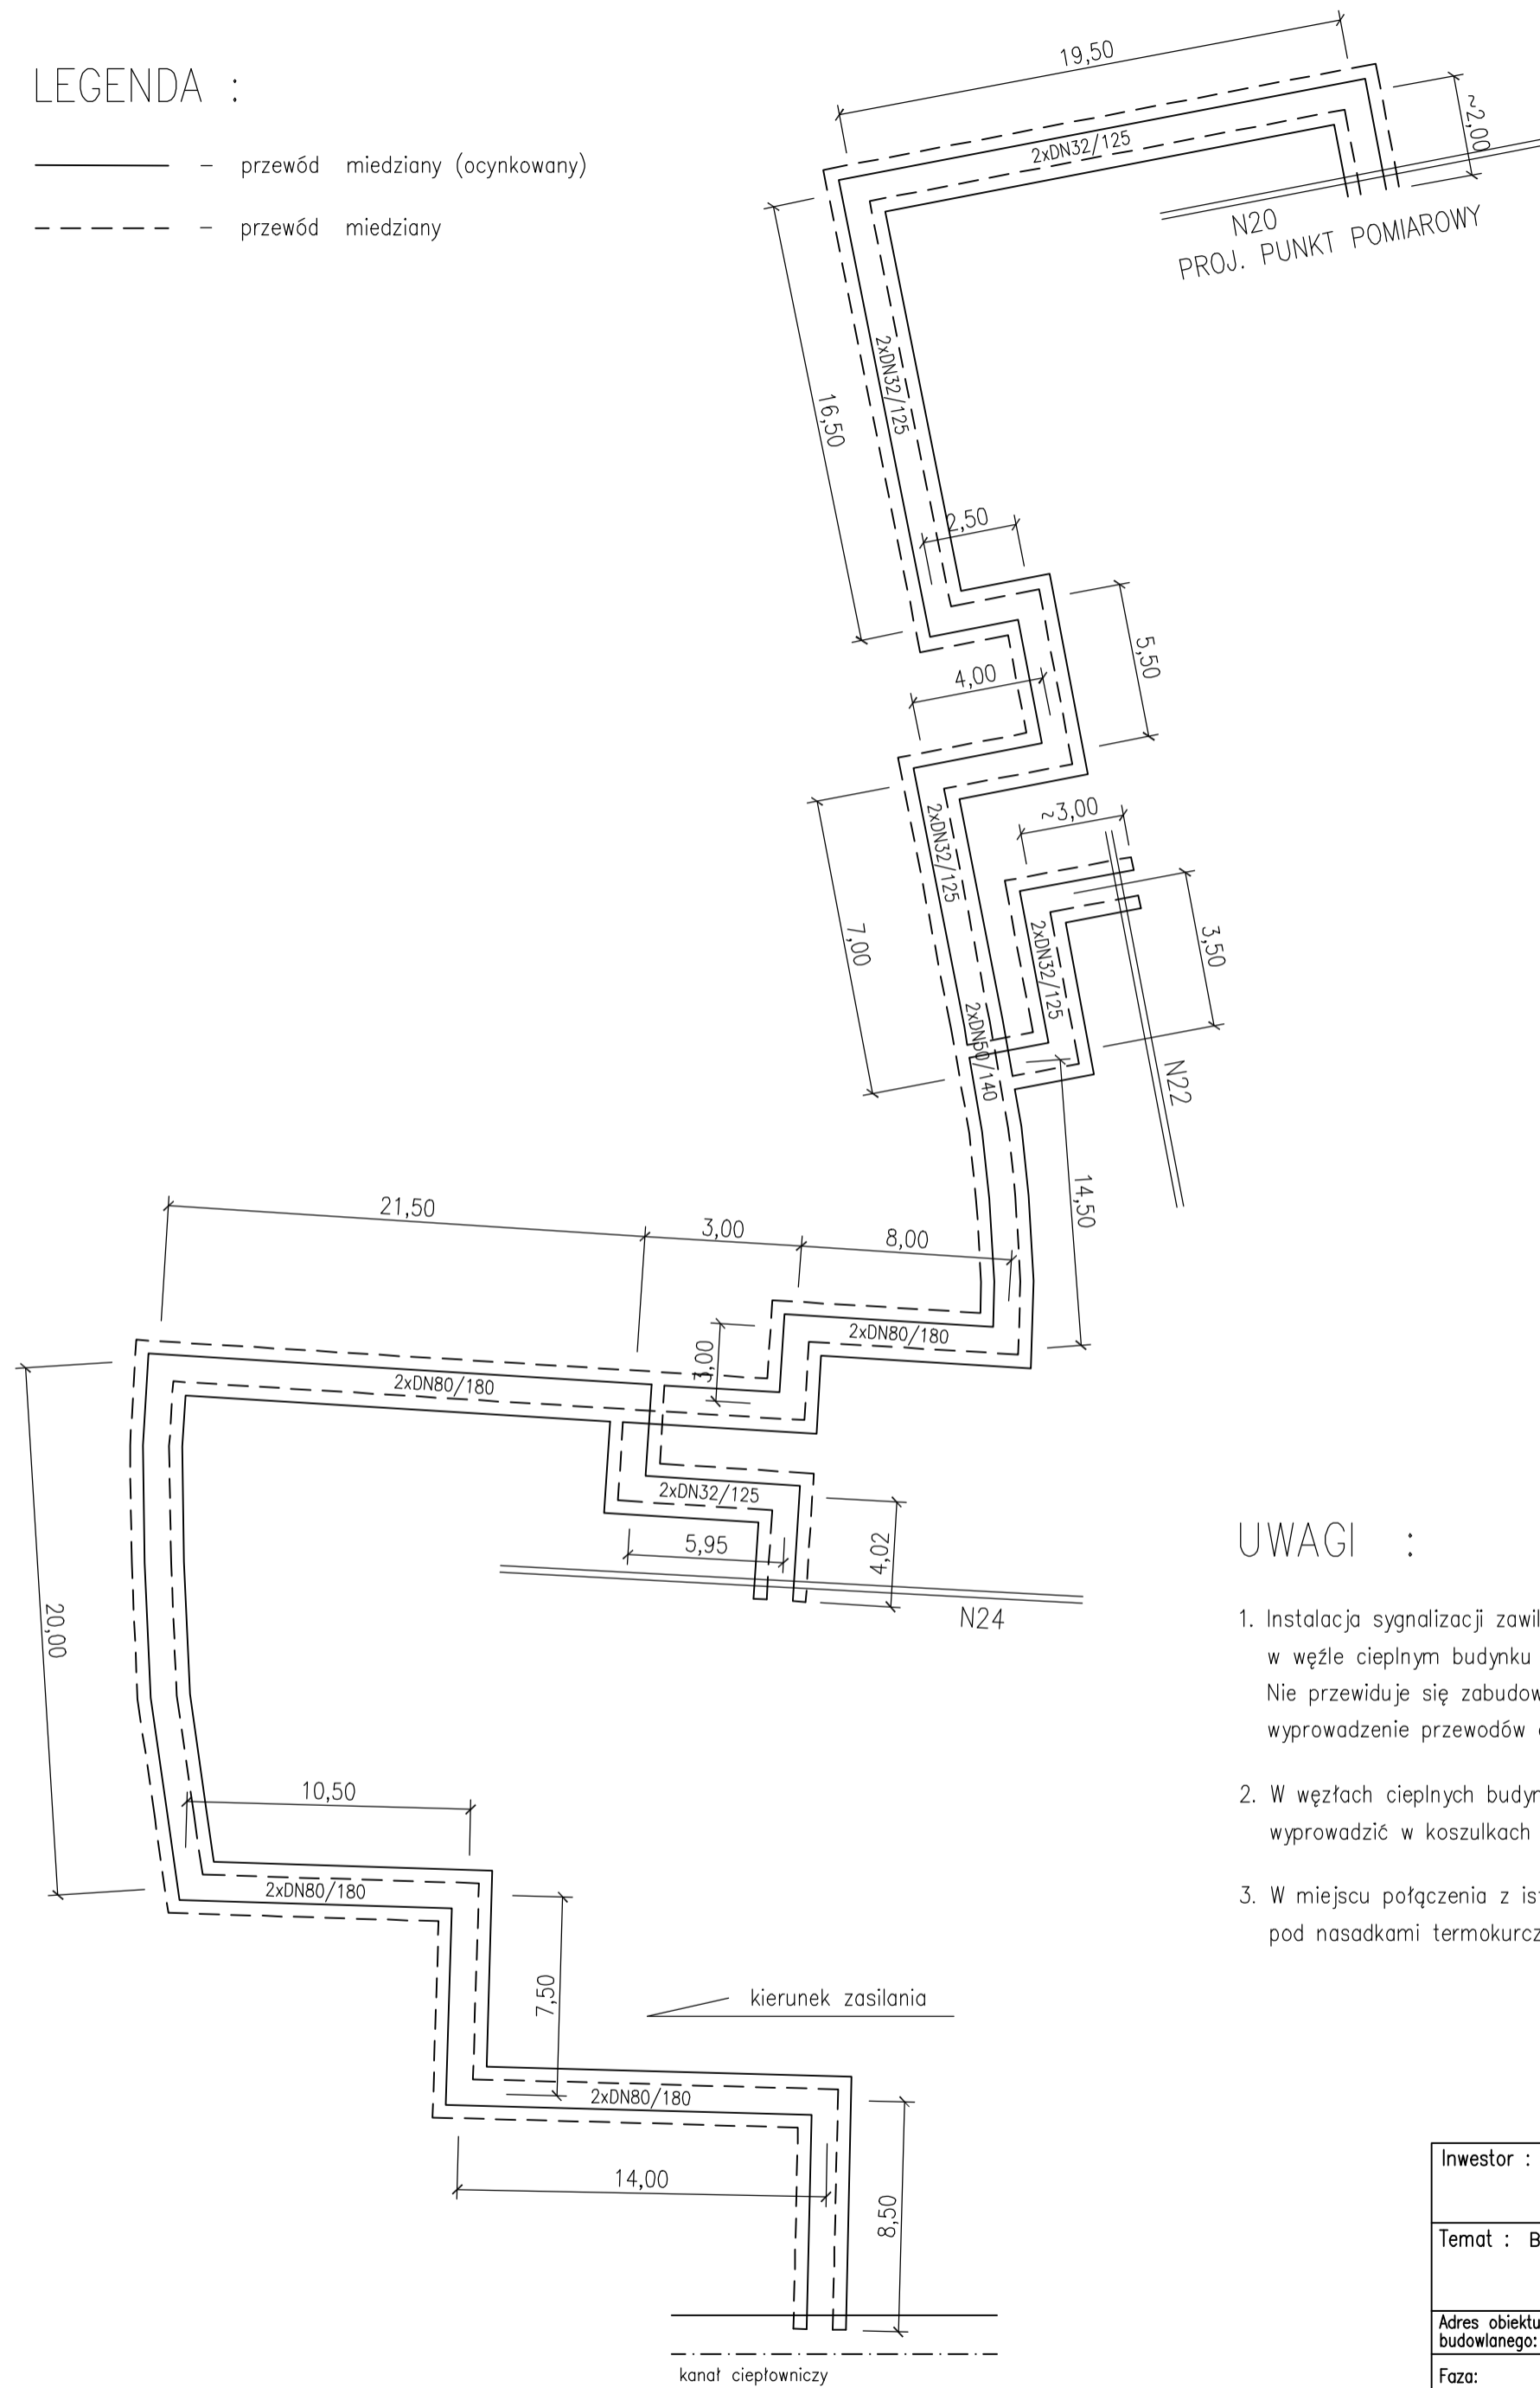 LEGENDA :
przewód miedziany (ocynkowany)
przewód miedziany
19,50
~2,00
2xDN32/125
N20
PROJ. PUNKT POMIAROWY
16,50
2xDN32/125
2,50
5,50
4,00
~3,00
7,00
2xDN32/125
3,50
2xDN32/125
2xDN50/140
N22
14,50
21,50
3,00
8,00
3,00
2xDN80/180
2xDN80/180
2xDN32/125
5,95
4,02
N24
20,00
10,50
2xDN80/180
7,50
kierunek zasilania
2xDN80/180
14,00
8,50
kanał ciepłowniczy
UWAGI :
1. Instalacja sygnalizacji
w węźle cieplnym budynku
Nie przewiduje się
wyprowadzenie przewodów
2. W węzłach cieplnych
wyprowadzić w koszulkach
3. W miejscu połączenia z
pod nasadkami
Inwestor :
Temat : B
Adres obiektu
budowlanego:
Faza: